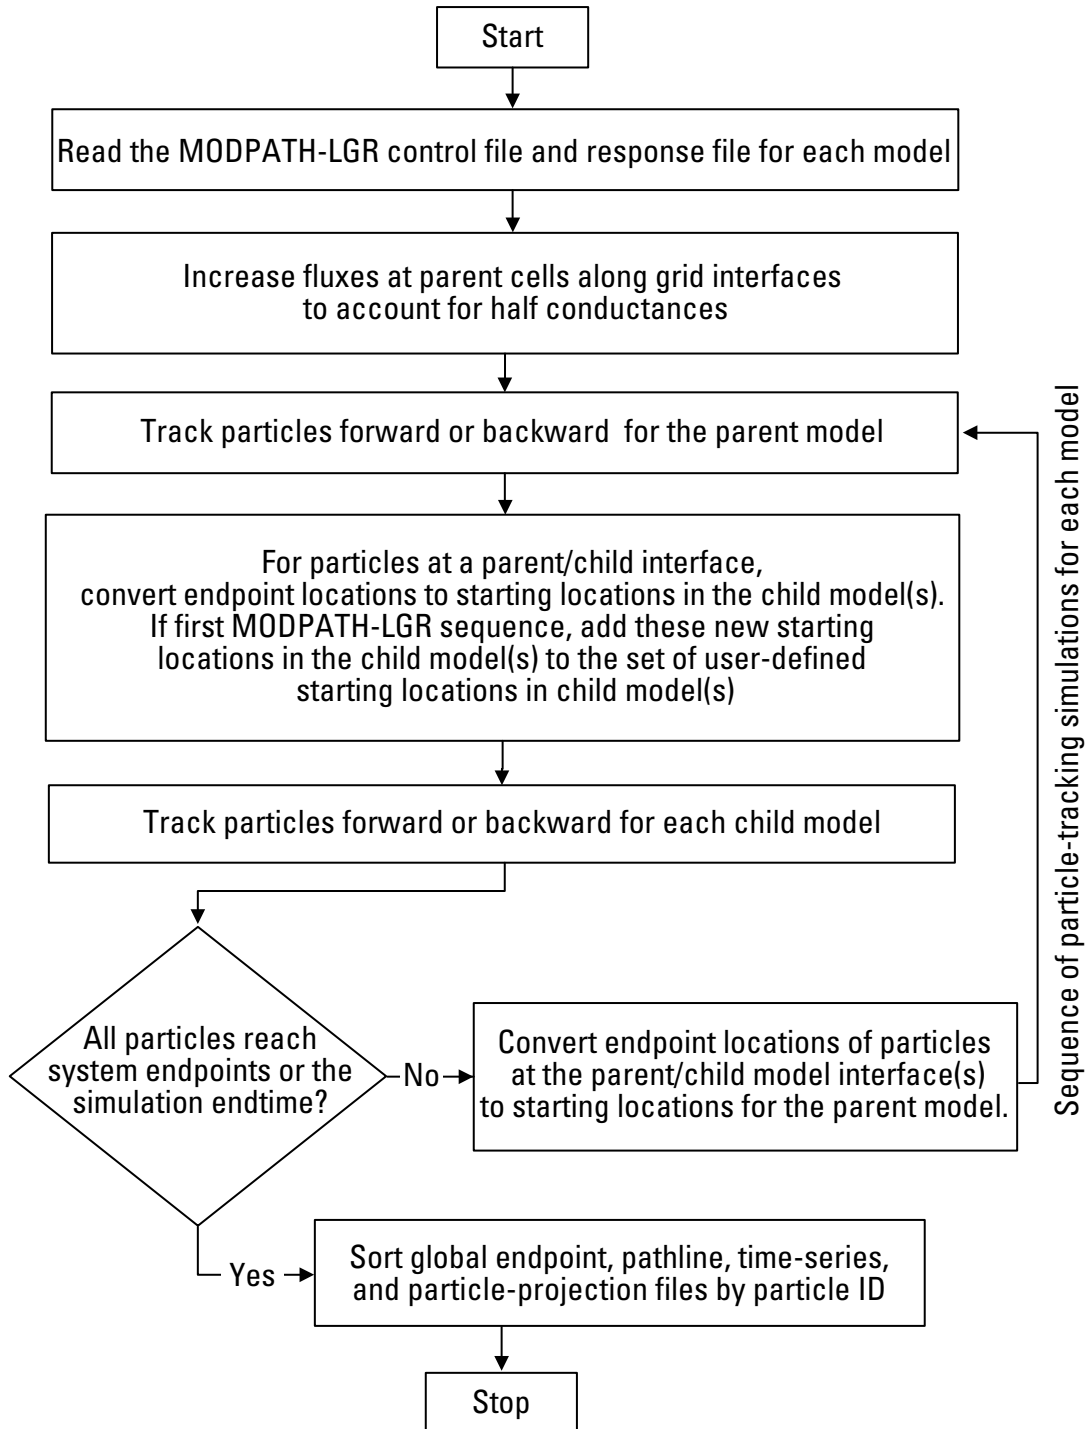 Start
Read the MODPATH-LGR control file and response file for each model
Increase fluxes at parent cells along grid interfaces
to account for half conductances
Track particles forward or backward  for the parent model
For particles at a parent/child interface,
convert endpoint locations to starting locations in the child model(s).
If first MODPATH-LGR sequence, add these new starting
locations in the child model(s) to the set of user-defined
starting locations in child model(s)
Track particles forward or backward for each child model
All particles reach
system endpoints or the
simulation endtime?
No
Convert endpoint locations of particles
at the parent/child model interface(s)
to starting locations for the parent model.
Sequence of particle-tracking simulations for each model
Yes
Sort global endpoint, pathline, time-series,
and particle-projection files by particle ID
Stop